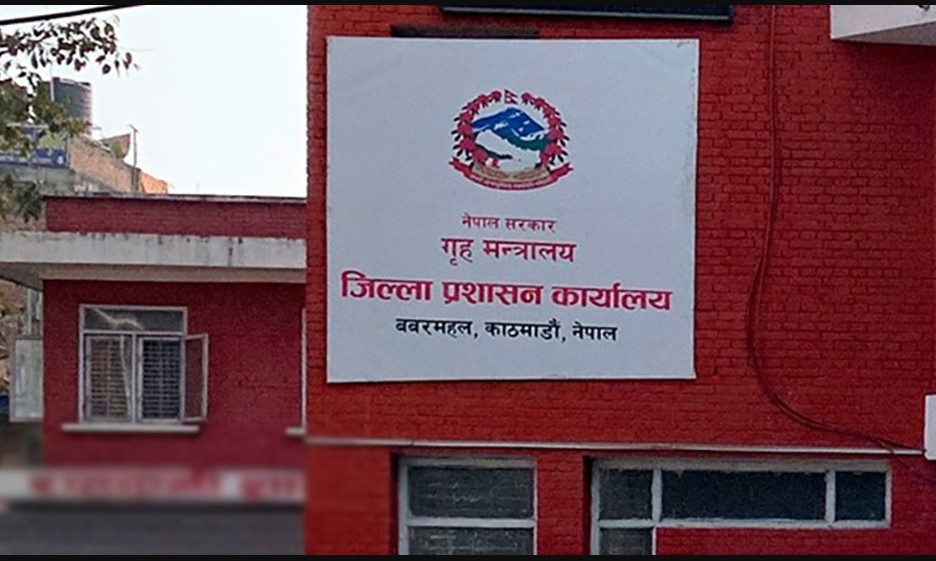 नेपाल सरकार
गृह मन्त्रालय
जिल्ला प्रशासन कार्यालय
बबरमहल, काठमाडौं, नेपाल